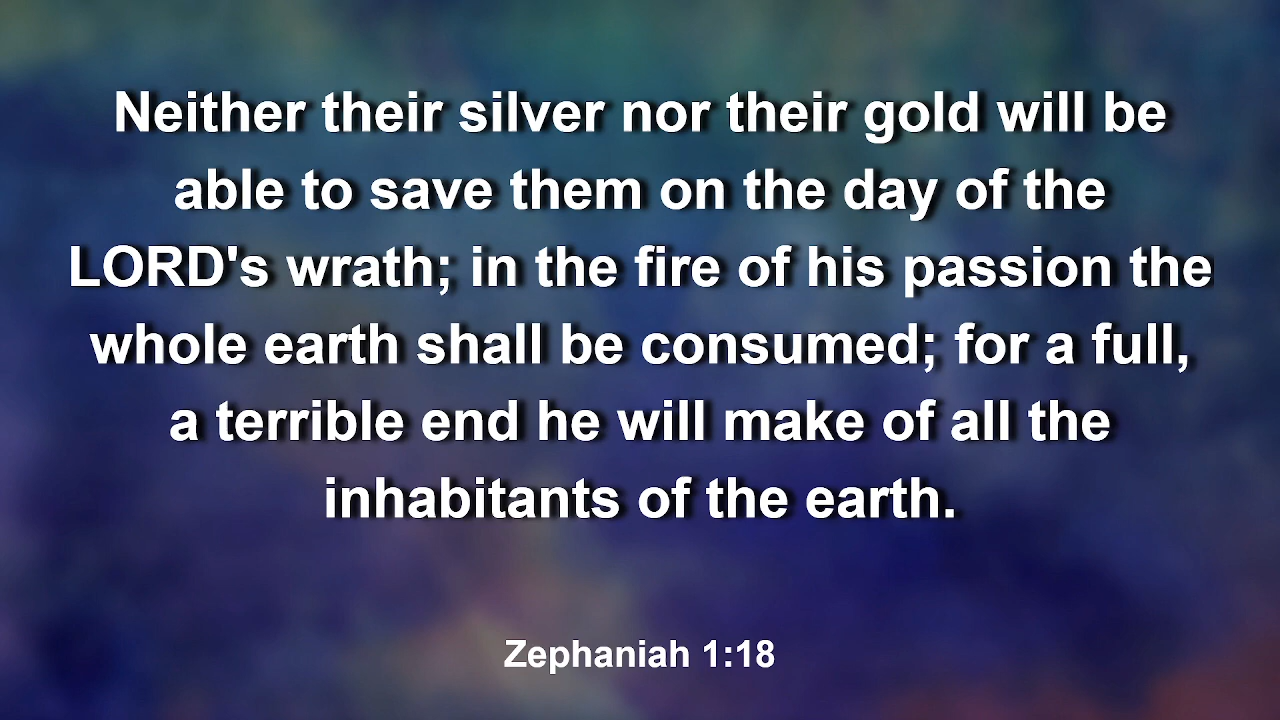 Neither their silver nor their gold will be
able to save them on the day of the
LORD's wrath; in the fire of his passion the
whole earth shall be consumed; for a full,
a terrible end he will make of all the
inhabitants of the earth.
Zephaniah 1:18